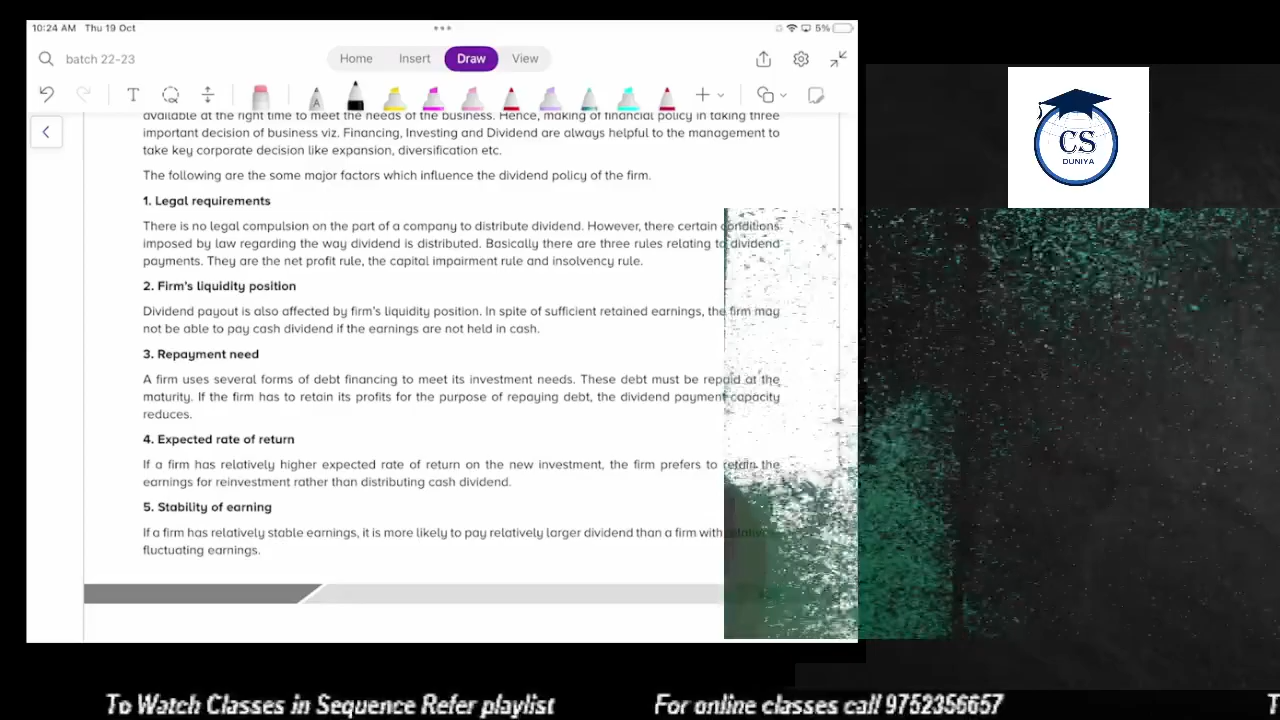 10:24 AM Thu 19 Oct
5%
batch 22-23
Home Insert Draw View
available at the right time to meet the needs of the business. Hence, making of financial policy in taking three
important decision of business viz. Financing, Investing and Dividend are always helpful to the management to
take key corporate decision like expansion, diversification etc.
The following are the some major factors which influence the dividend policy of the firm.
1. Legal requirements
There is no legal compulsion on the part of a company to distribute dividend. However, there certain conditions
imposed by law regarding the way dividend is distributed. Basically there are three rules relating to dividend
payments. They are the net profit rule, the capital impairment rule and insolvency rule.
2. Firm's liquidity position
Dividend payout is also affected by firm's liquidity position. In spite of sufficient retained earnings, the firm may
not be able to pay cash dividend if the earnings are not held in cash.
3. Repayment need
A firm uses several forms of debt financing to meet its investment needs. These debt must be repaid at the
maturity. If the firm has to retain its profits for the purpose of repaying debt, the dividend payment capacity
reduces.
4. Expected rate of return
If a firm has relatively higher expected rate of return on the new investment, the firm prefers to retain the
earnings for reinvestment rather than distributing cash dividend.
5. Stability of earning
If a firm has relatively stable earnings, it is more likely to pay relatively larger dividend than a firm with
fluctuating earnings.
CS
DUNIYA
To Watch Classes in Sequence Refer playlist For online classes call 9752356657